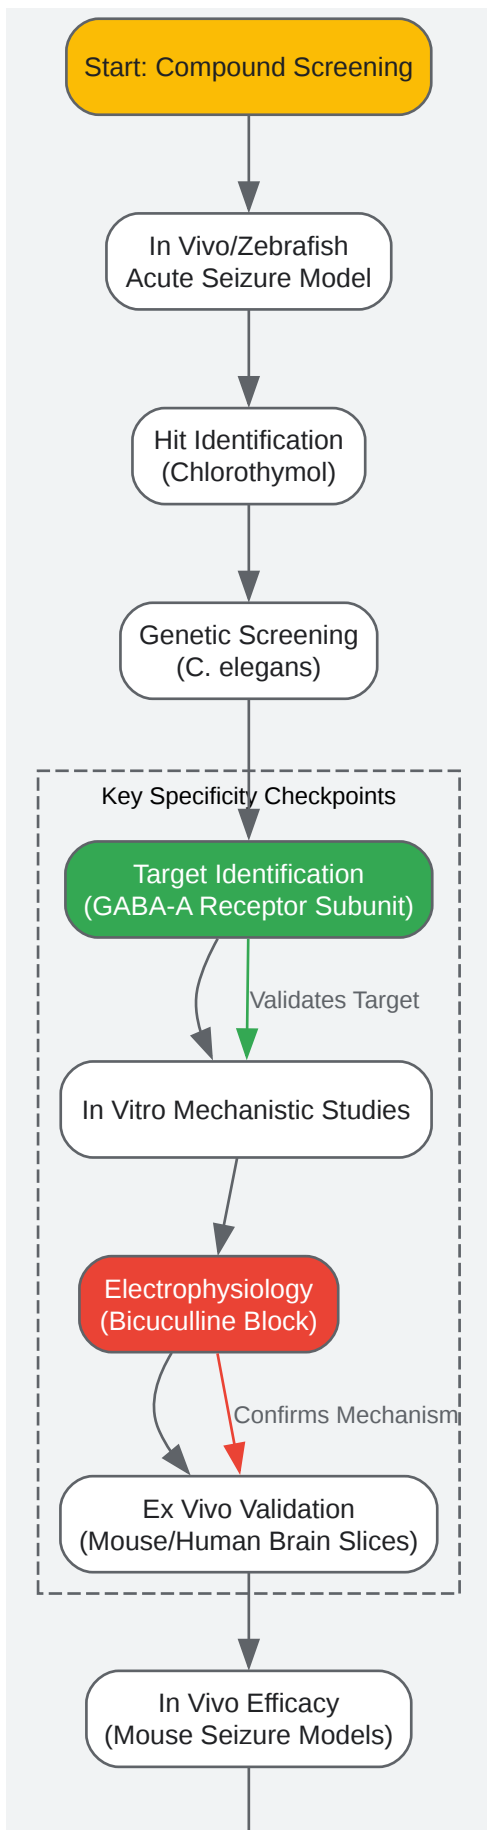 Start: Compound Screening
In Vivo/Zebrafish
Acute Seizure Model
Hit Identification
(Chlorothymol)
Genetic Screening
(C. elegans)
Key Specificity Checkpoints
Target Identification
(GABA-A Receptor Subunit)
Validates Target
In Vitro Mechanistic Studies
Electrophysiology
(Bicuculline Block)
Confirms Mechanism
Ex Vivo Validation
(Mouse/Human Brain Slices)
In Vivo Efficacy
(Mouse Seizure Models)